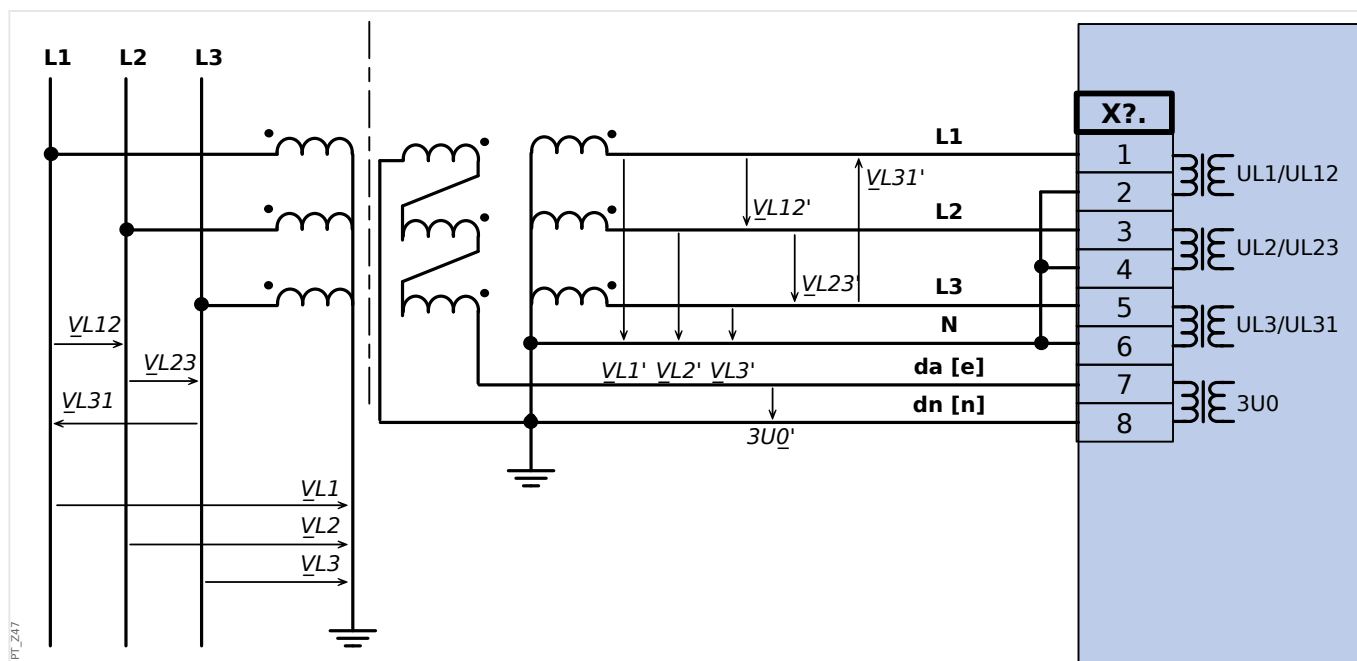 L1 L2 L3
X?.
L1
1
VL31'
UL1/UL12
2
VL12'
L2
3
UL2/UL23
4
VL23'
L3
5
N
UL3/UL31
VL12
6
VL23
da [e]
VL1' VL2' VL3'
7
VL31
dn [n]
3U0
8
3U0'
VL1
VL2
VL3
PT_Z47